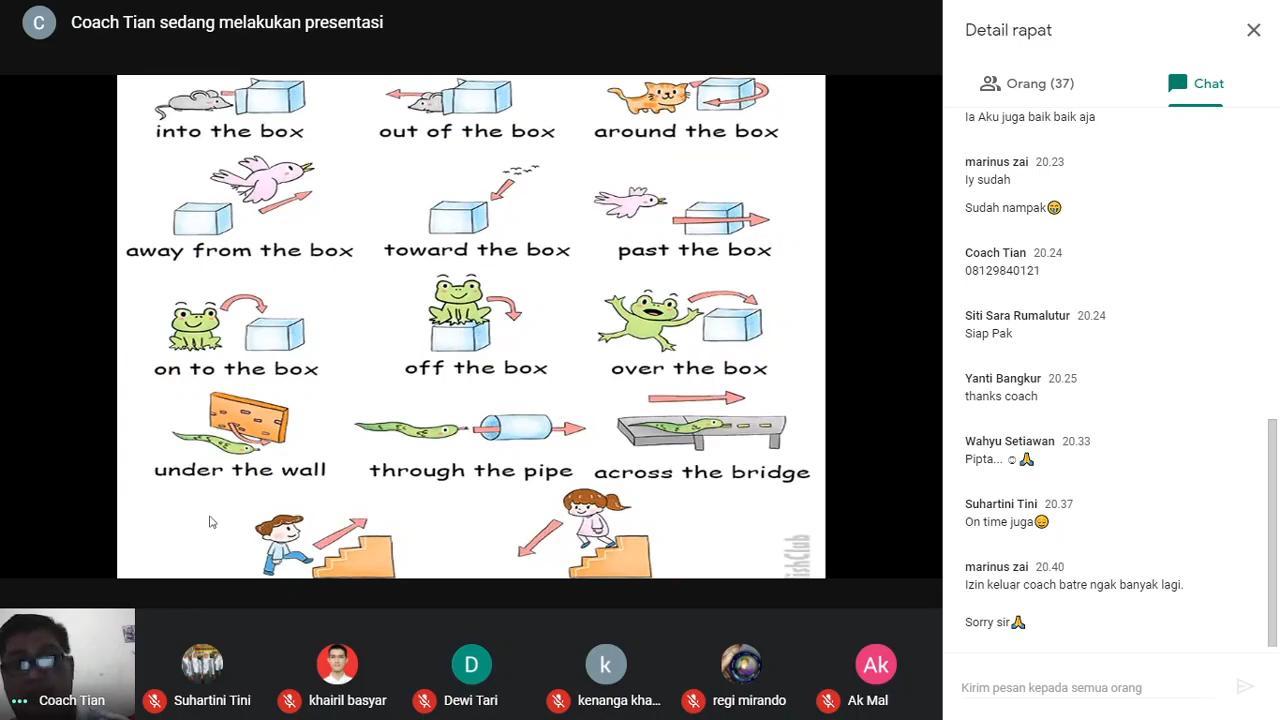 C
Coach Tian sedang melakukan presentasi
into the box
out of the box
around the box
away from the box
toward the box
past the box
on to the box
off the box
over the box
under the wall
through the pipe
across the bridge
ishClub
Coach Tian
Suhartini Tini
khairil basyar
D
Dewi Tari
k
kenanga kha...
regi mirando
Ak
Ak Mal
Detail rapat
Orang (37)
Chat
Ia Aku juga baik baik aja
marinus zai 20.23
Iy sudah
Sudah nampak😁
Coach Tian 20.24
08129840121
Siti Sara Rumalutur 20.24
Siap Pak
Yanti Bangkur 20.25
thanks coach
Wahyu Setiawan 20.33
Pipta... ☺🙏
Suhartini Tini 20.37
On time juga😊
marinus zai 20.40
Izin keluar coach batre ngak banyak lagi.
Sorry sir🙏
Kirim pesan kepada semua orang